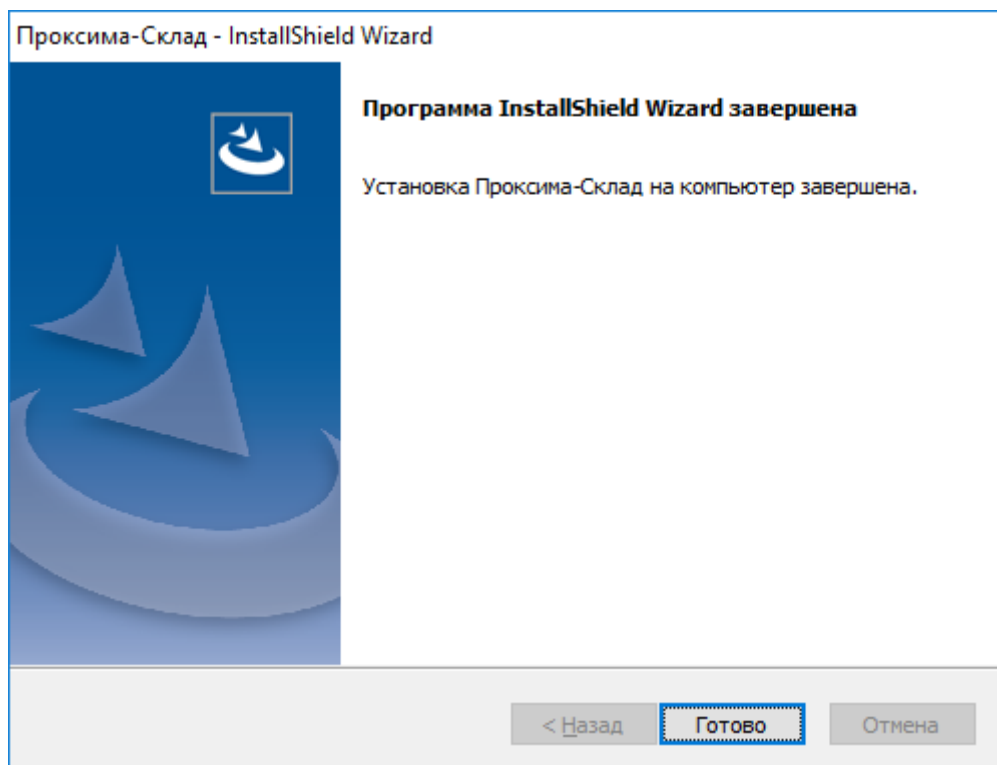 Проксима-Склад - InstallShield Wizard
Программа InstallShield Wizard завершена
Установка Проксима-Склад на компьютер завершена.
< Назад
Готово
Отмена